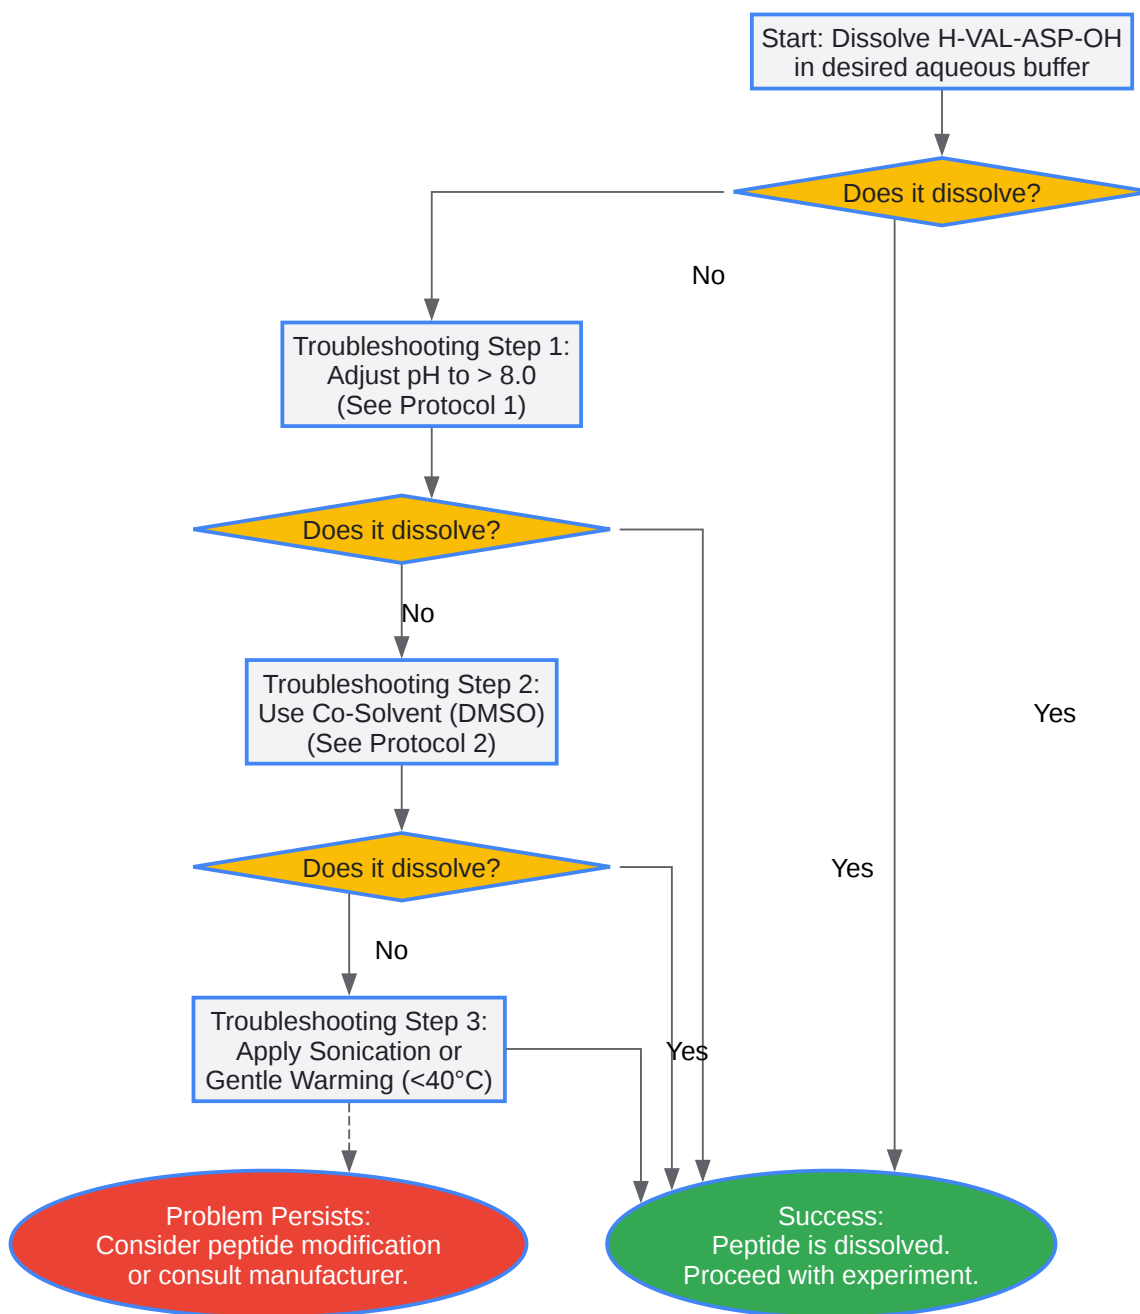 Start: Dissolve H-VAL-ASP-OH
in desired aqueous buffer
Does it dissolve?
No
Troubleshooting Step 1:
Adjust pH to > 8.0
(See Protocol 1)
Does it dissolve?
No
Troubleshooting Step 2:
Use Co-Solvent (DMSO)
(See Protocol 2)
Yes
Does it dissolve?
Yes
No
Troubleshooting Step 3:
Apply Sonication or
Gentle Warming (<40°C)
Yes
Problem Persists:
Consider peptide modification
or consult manufacturer.
Success:
Peptide is dissolved.
Proceed with experiment.